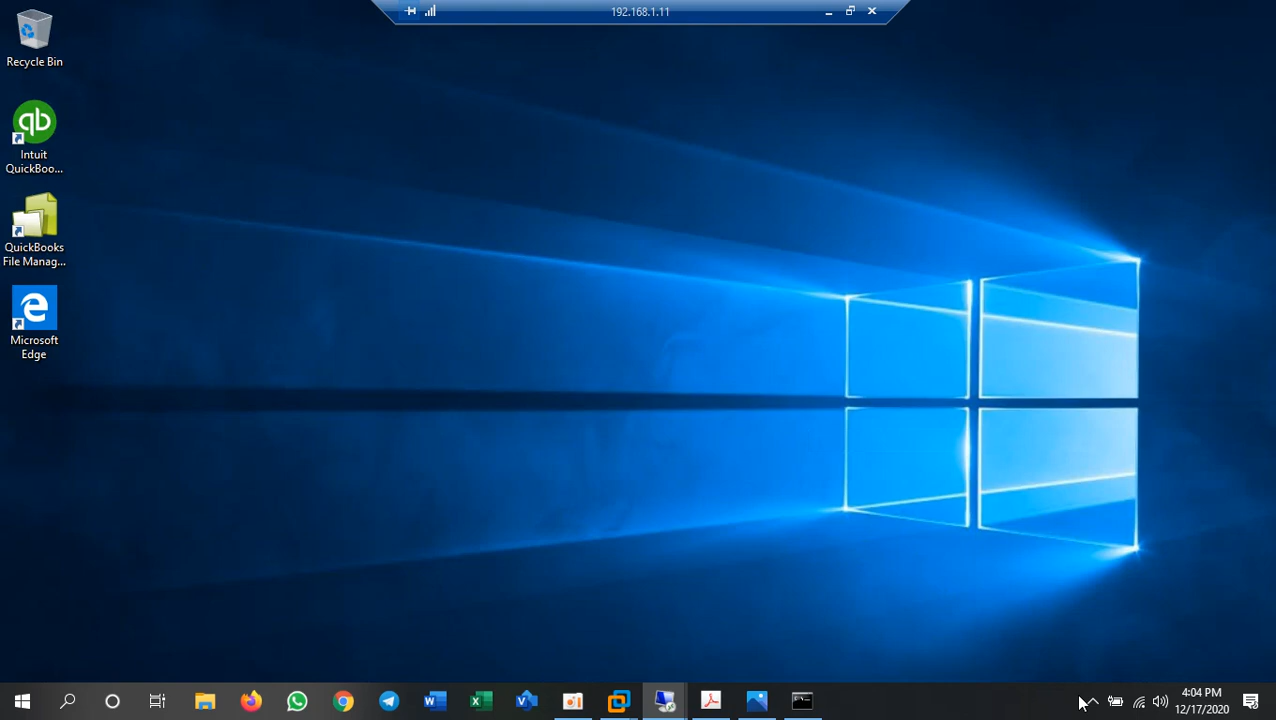 192.168.1.11
Recycle Bin
qb
Intuit
QuickBoo...
QuickBooks
File Manag...
Microsoft
Edge
4:04 PM
12/17/2020